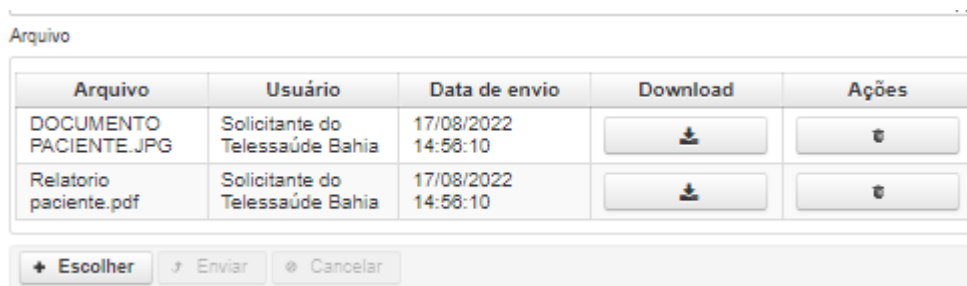 Arquivo
Arquivo Usuário Data de envio Download Ações
DOCUMENTO Solicitante do 17/08/2022
PACIENTE.JPG Telessaúde Bahia 14:56:10
Relatorio Solicitante do 17/08/2022
paciente.pdf Telessaúde Bahia 14:56:10
Escolher Enviar Cancelar